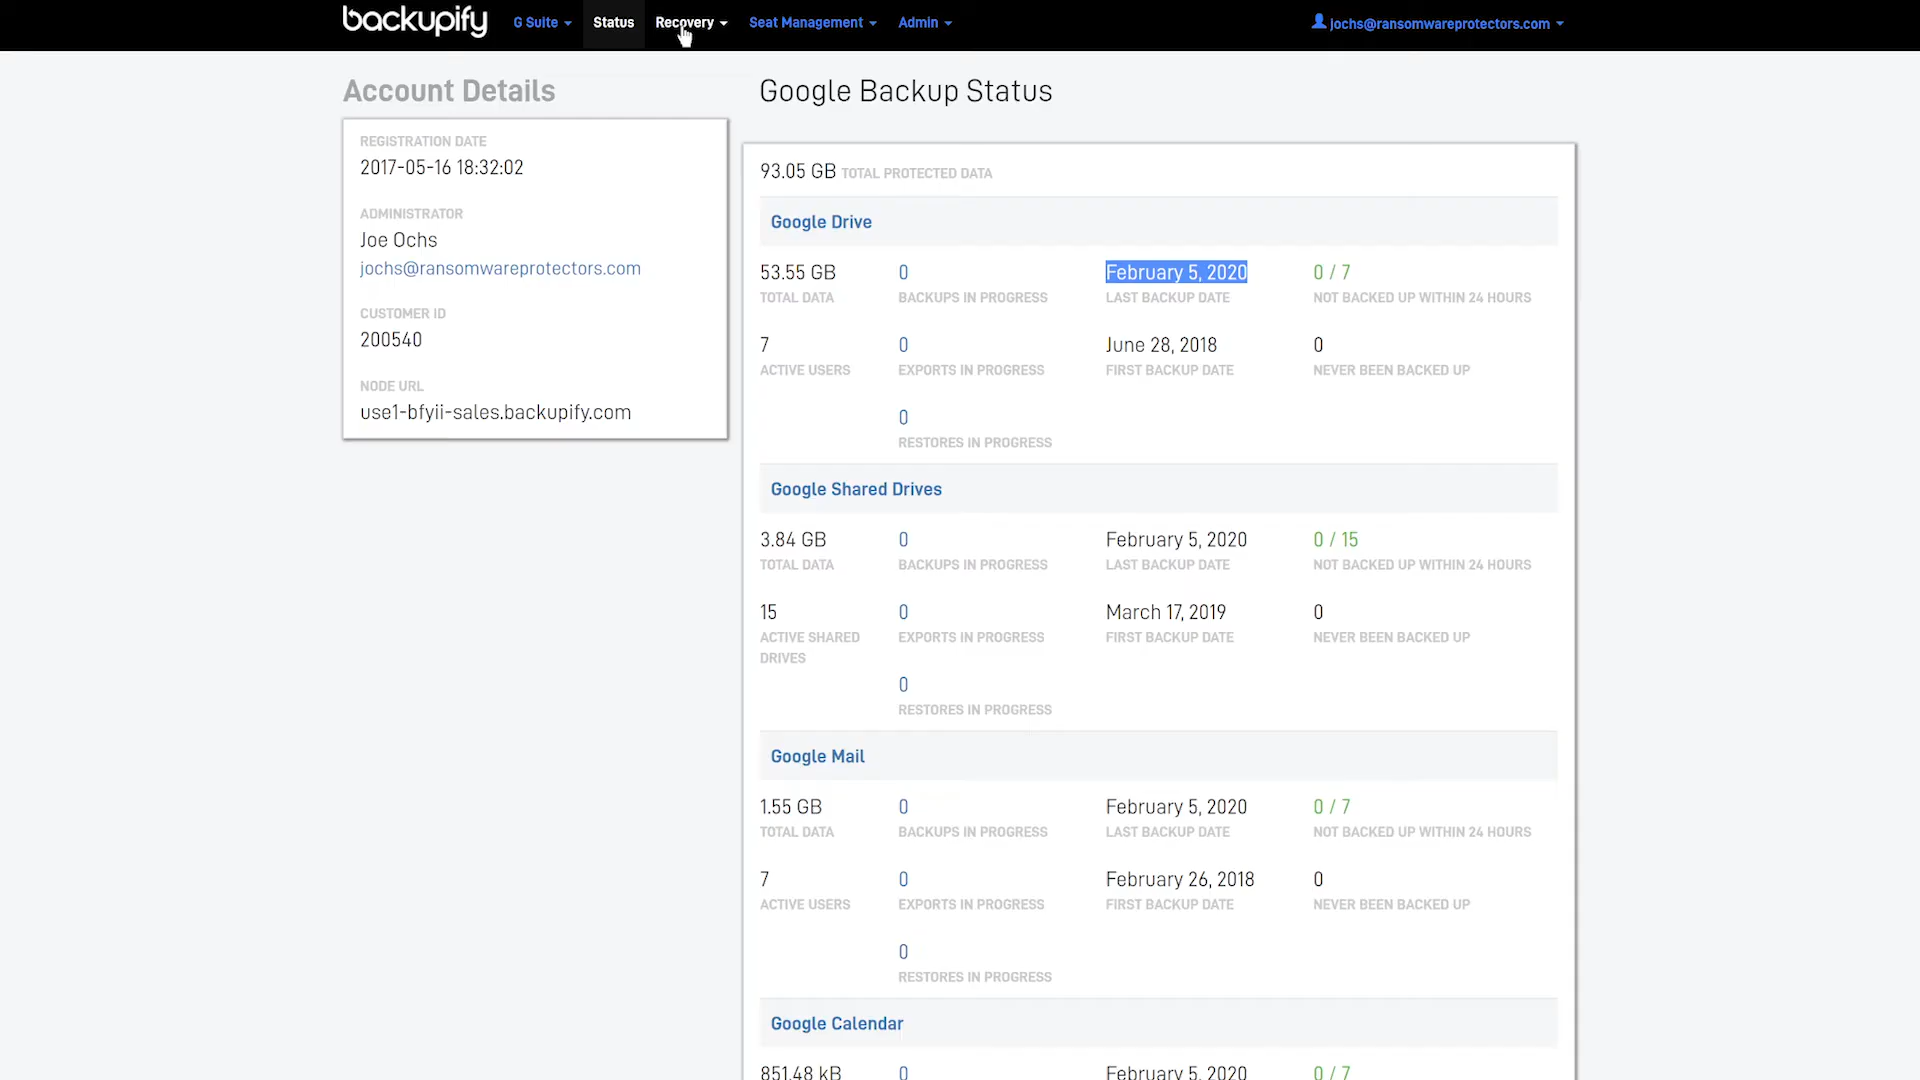 backupify G Suite Status Recovery Seat Management Admin jochs@ransomwareprotectors.com
Account Details
REGISTRATION DATE
2017-05-16 18:32:02
ADMINISTRATOR
Joe Ochs
jochs@ransomwareprotectors.com
CUSTOMER ID
200540
NODE URL
use1-bfyii-sales.backupify.com
Google Backup Status
93.05 GB TOTAL PROTECTED DATA
Google Drive
53.55 GB 0 February 5, 2020 0 / 7
TOTAL DATA BACKUPS IN PROGRESS LAST BACKUP DATE NOT BACKED UP WITHIN 24 HOURS
7 0 June 28, 2018 0
ACTIVE USERS EXPORTS IN PROGRESS FIRST BACKUP DATE NEVER BEEN BACKED UP
0
RESTORES IN PROGRESS
Google Shared Drives
3.84 GB 0 February 5, 2020 0 / 15
TOTAL DATA BACKUPS IN PROGRESS LAST BACKUP DATE NOT BACKED UP WITHIN 24 HOURS
15 0 March 17, 2019 0
ACTIVE SHARED EXPORTS IN PROGRESS FIRST BACKUP DATE NEVER BEEN BACKED UP
DRIVES
0
RESTORES IN PROGRESS
Google Mail
1.55 GB 0 February 5, 2020 0 / 7
TOTAL DATA BACKUPS IN PROGRESS LAST BACKUP DATE NOT BACKED UP WITHIN 24 HOURS
7 0 February 26, 2018 0
ACTIVE USERS EXPORTS IN PROGRESS FIRST BACKUP DATE NEVER BEEN BACKED UP
0
RESTORES IN PROGRESS
Google Calendar
851.48 kB 0 February 5, 2020 0 / 7